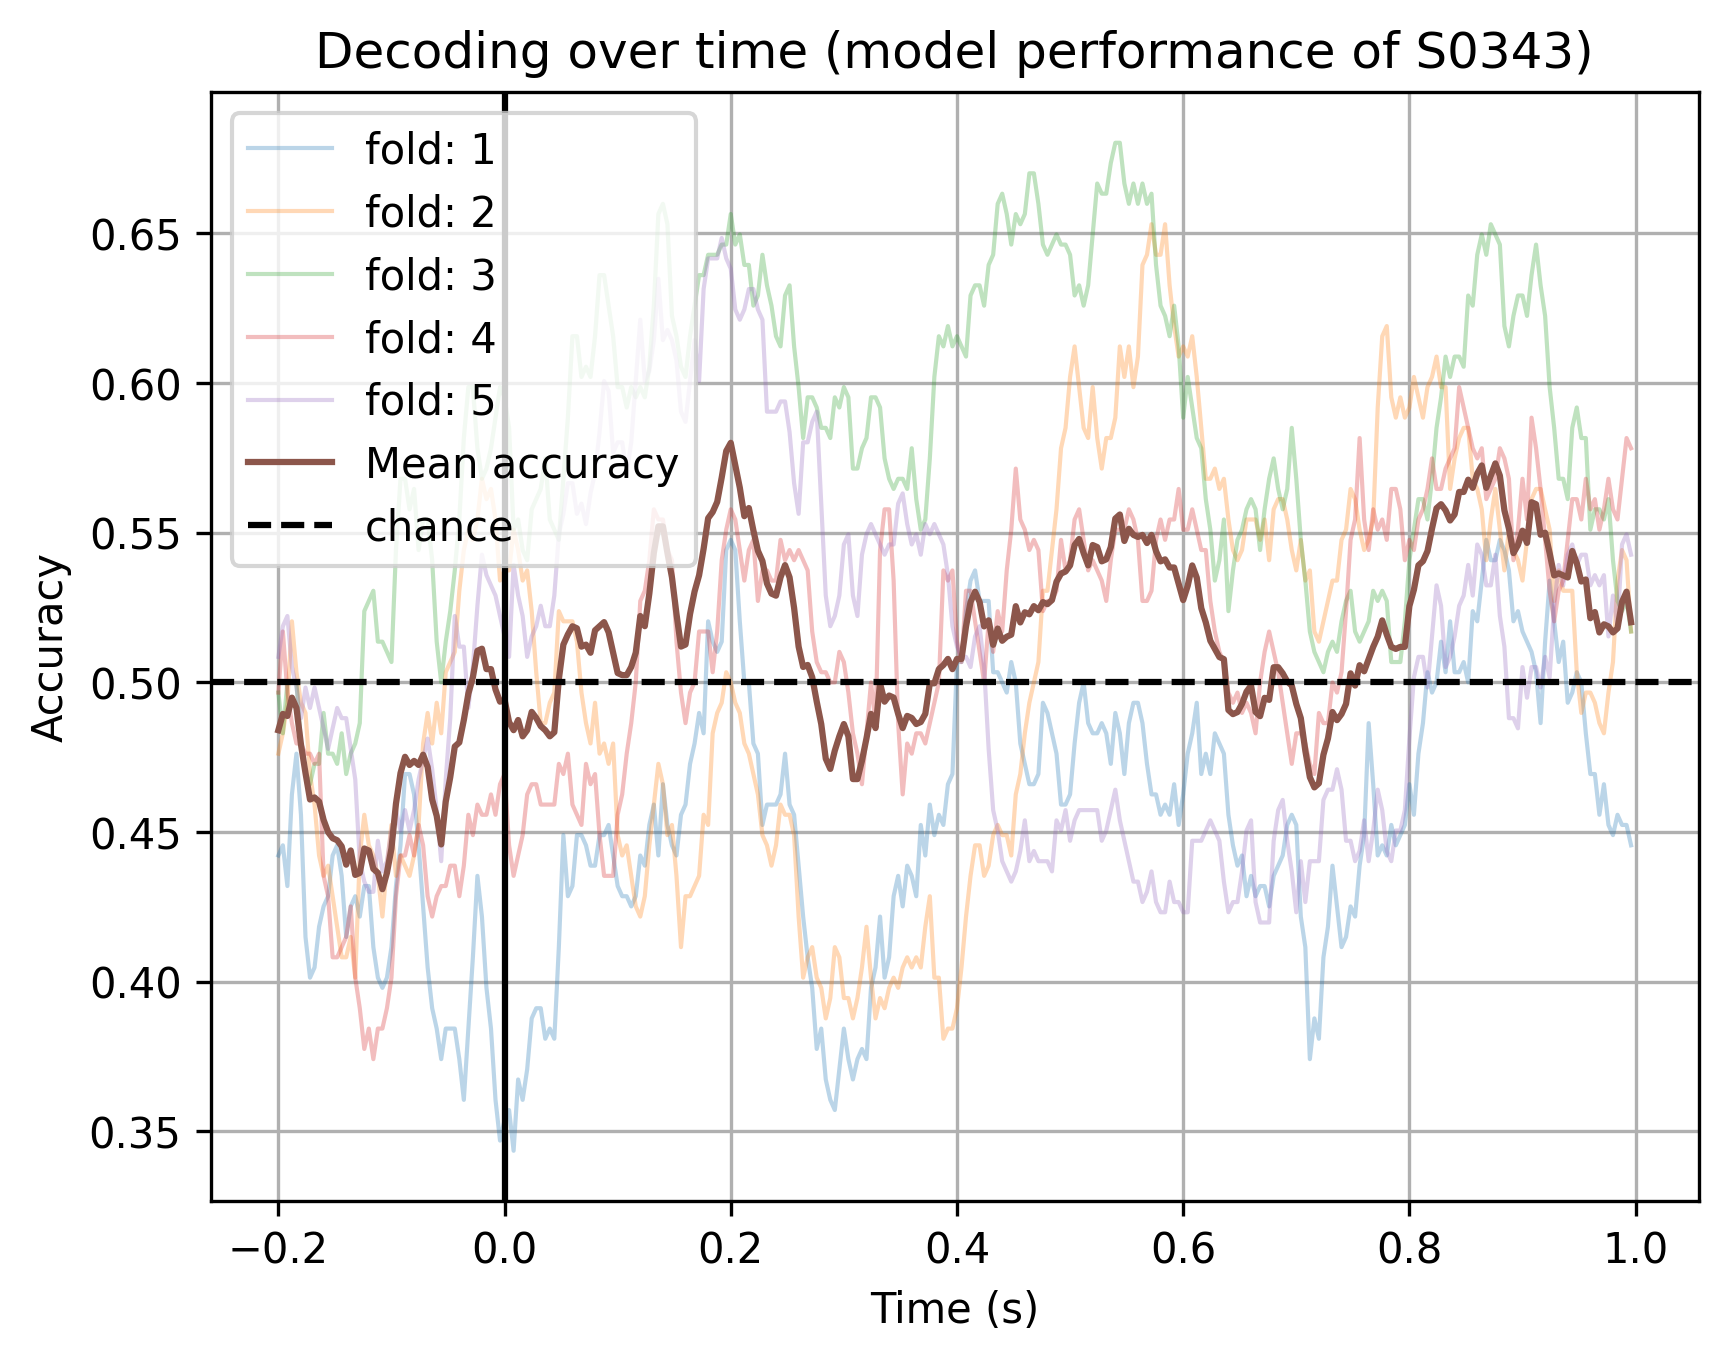 Decoding over time (model performance of S0343)
fold: 1
fold: 2
fold: 3
fold: 4
fold: 5
Mean accuracy
chance
Accuracy
0.65
0.60
0.55
0.50
0.45
0.40
0.35
−0.2 0.0 0.2 0.4 0.6 0.8 1.0
Time (s)